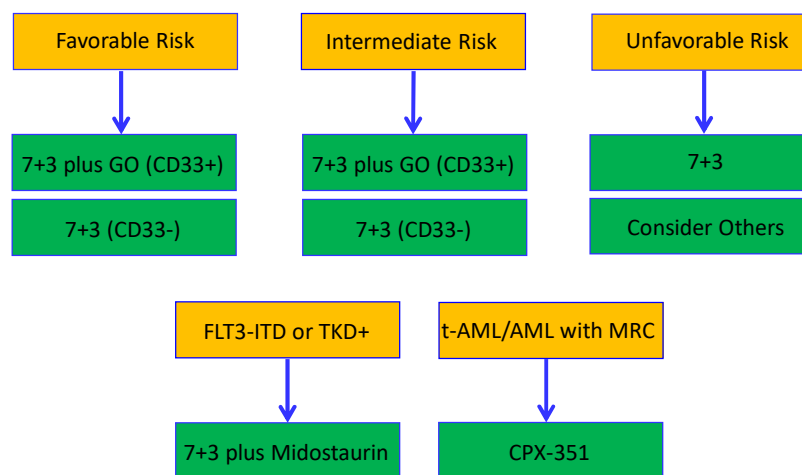 Favorable Risk
Intermediate Risk
Unfavorable Risk
7+3 plus GO (CD33+)
7+3 plus GO (CD33+)
7+3
7+3 (CD33-)
7+3 (CD33-)
Consider Others
FLT3-ITD or TKD+
t-AML/AML with MRC
7+3 plus Midostaurin
CPX-351